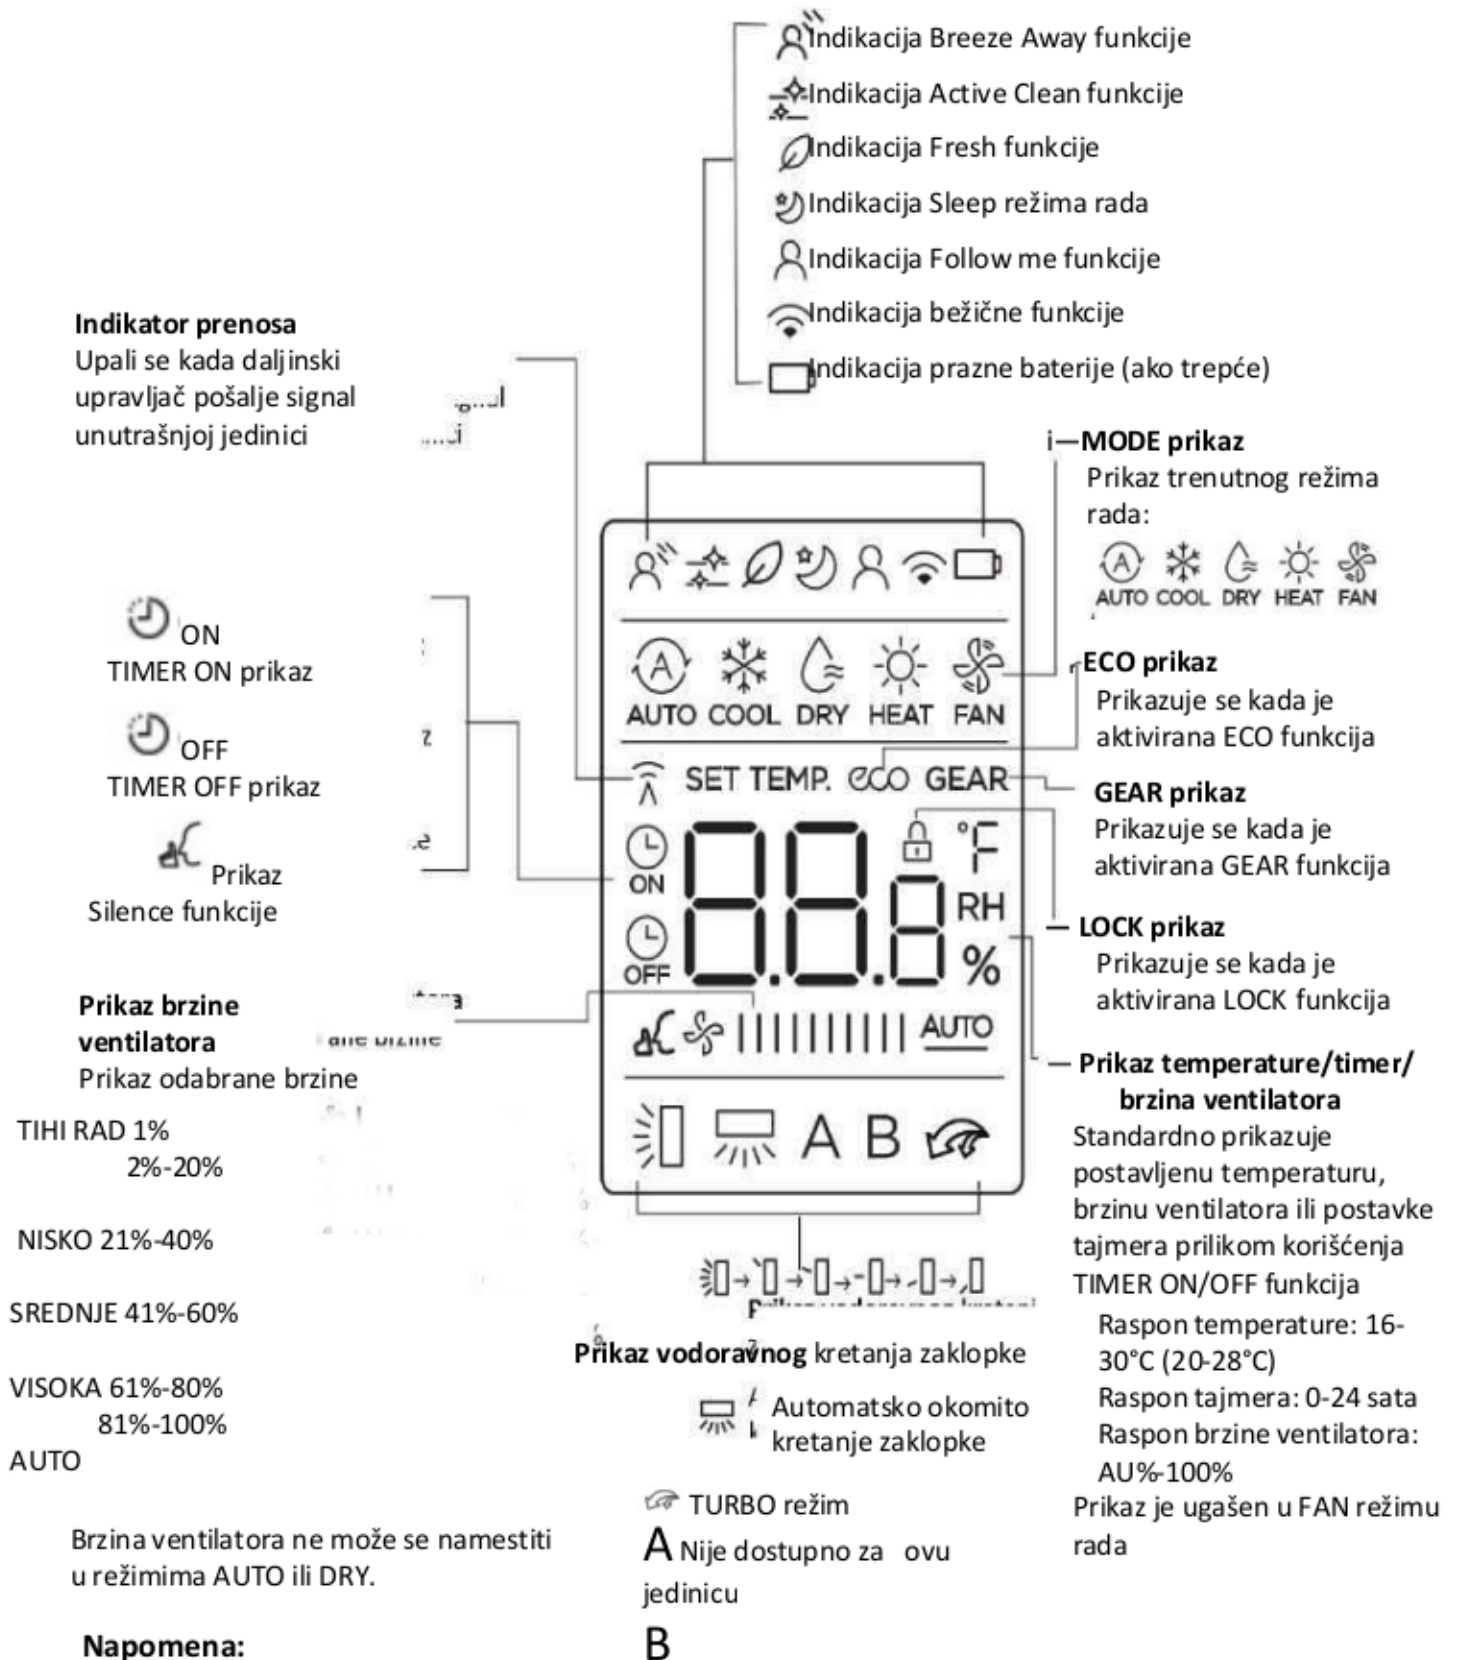 Indikacija Breeze Away funkcije
Indikacija Active Clean funkcije
Indikacija Fresh funkcije
Indikacija Sleep režima rada
Indikacija Follow me funkcije
Indikacija bežične funkcije
Indikacija prazne baterije (ako trepće)
Indikator prenosa
Upali se kada daljinski
upravljač pošalje signal
unutrašnjoj jedinici
MODE prikaz
Prikaz trenutnog režima
rada:
AUTO COOL DRY HEAT FAN
ON
TIMER ON prikaz
OFF
TIMER OFF prikaz
Prikaz
Silence funkcije
AUTO COOL DRY HEAT FAN
SET TEMP. eco GEAR
ON
OFF
88.8
°F
RH
%
AUTO
A B
ECO prikaz
Prikazuje se kada je
aktivirana ECO funkcija
GEAR prikaz
Prikazuje se kada je
aktivirana GEAR funkcija
LOCK prikaz
Prikazuje se kada je
aktivirana LOCK funkcija
Prikaz brzine
ventilatora
Prikaz odabrane brzine
TIHI RAD 1%
2%-20%
NISKO 21%-40%
SREDNJE 41%-60%
VISOKA 61%-80%
81%-100%
AUTO
Brzina ventilatora ne može se namestiti
u režimima AUTO ili DRY.
Napomena:
Prikaz vodoravnog kretanja zaklopke
Automatsko okomito
kretanje zaklopke
TURBO režim
A Nije dostupno za ovu
jedinicu
B
Prikaz temperature/timer/
brzina ventilatora
Standardno prikazuje
postavljenu temperaturu,
brzinu ventilatora ili postavke
tajmera prilikom korišćenja
TIMER ON/OFF funkcija
Raspon temperature: 16-
30°C (20-28°C)
Raspon tajmera: 0-24 sata
Raspon brzine ventilatora:
AU%-100%
Prikaz je ugašen u FAN režimu
rada